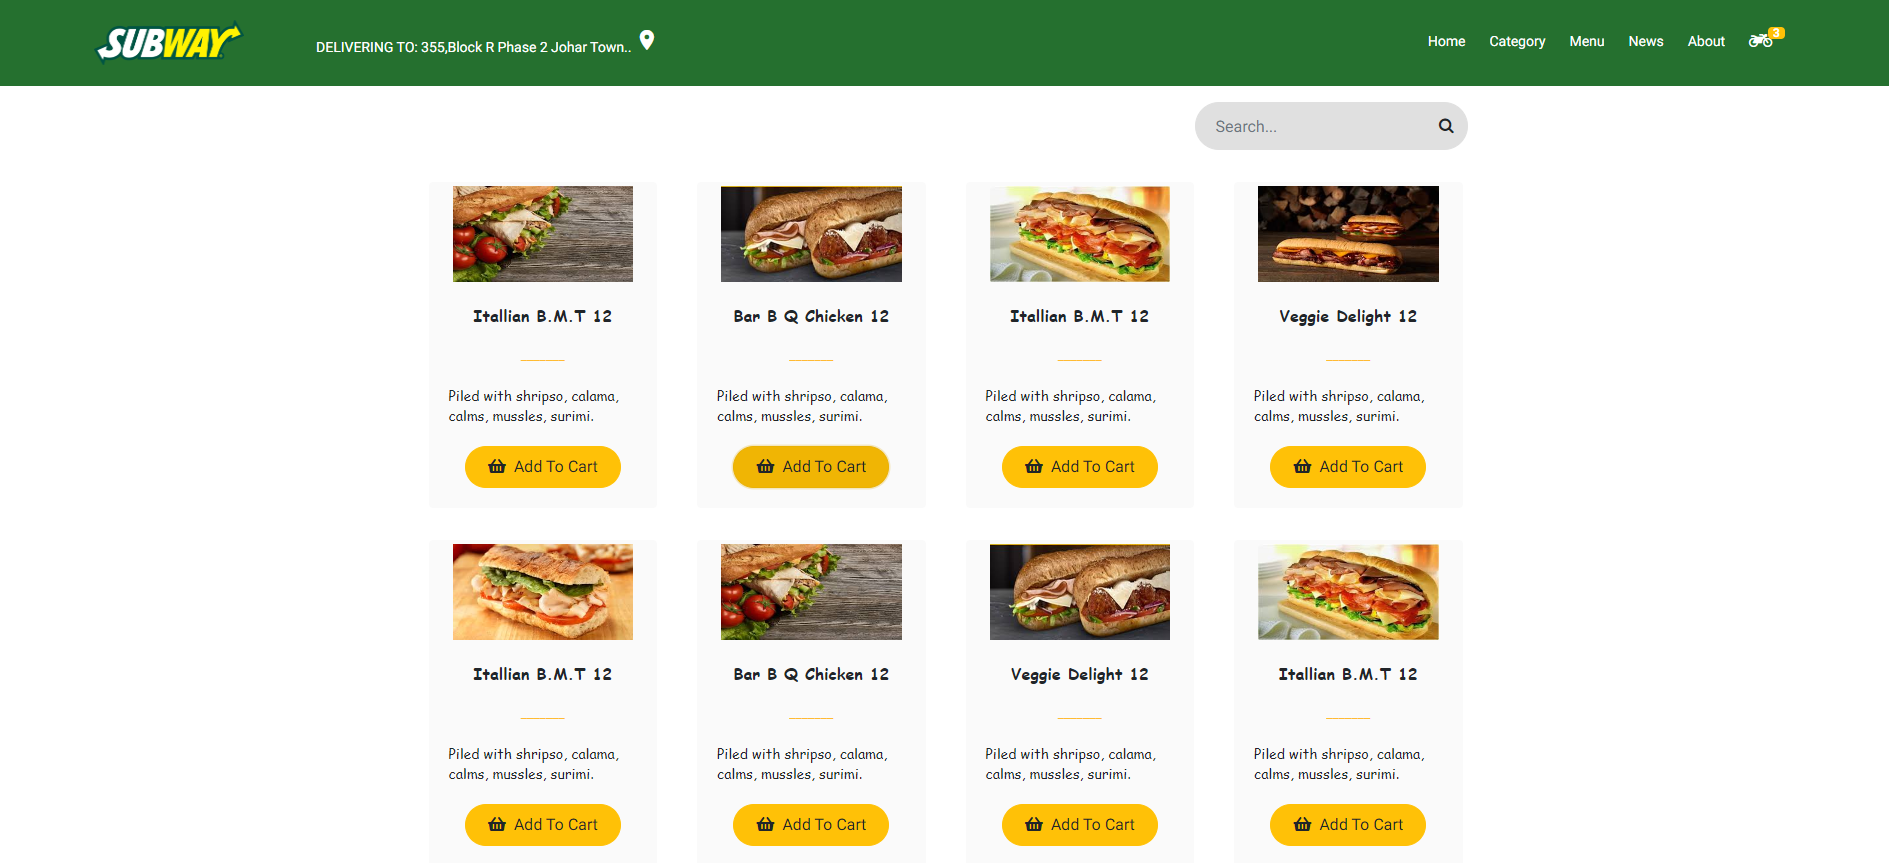 SUBWAY
DELIVERING TO: 355,Block R Phase 2 Johar Town..
Home Category Menu News About 3
Search...
Itallian B.M.T 12
Piled with shripso, calama,
calms, mussles, surimi.
Add To Cart
Bar B Q Chicken 12
Piled with shripso, calama,
calms, mussles, surimi.
Add To Cart
Itallian B.M.T 12
Piled with shripso, calama,
calms, mussles, surimi.
Add To Cart
Veggie Delight 12
Piled with shripso, calama,
calms, mussles, surimi.
Add To Cart
Itallian B.M.T 12
Piled with shripso, calama,
calms, mussles, surimi.
Add To Cart
Bar B Q Chicken 12
Piled with shripso, calama,
calms, mussles, surimi.
Add To Cart
Veggie Delight 12
Piled with shripso, calama,
calms, mussles, surimi.
Add To Cart
Itallian B.M.T 12
Piled with shripso, calama,
calms, mussles, surimi.
Add To Cart